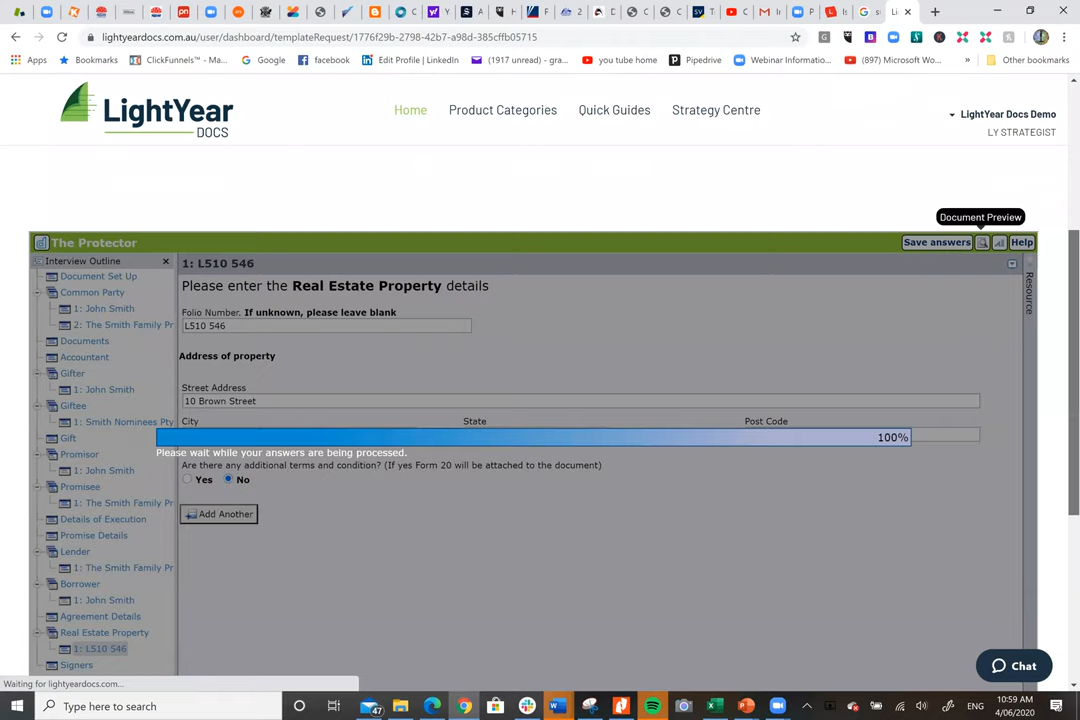 lightyeardocs.com.au/user/dashboard/templateRequest/1776f29b-2798-42b7-a98d-385cffb05715
Apps Bookmarks ClickFunnels™ - Ma... Google facebook Edit Profile | LinkedIn (1917 unread) - gra... you tube home Pipedrive Webinar Informatio... (897) Microsoft Wo... » Other bookmarks
LightYear
DOCS
Home Product Categories Quick Guides Strategy Centre
LightYear Docs Demo
LY STRATEGIST
Document Preview
The Protector
Save answers Help
Interview Outline
1: L510 546
Resource
Document Set Up
Common Party
1: John Smith
2: The Smith Family Pr
Documents
Accountant
Gifter
1: John Smith
Giftee
1: Smith Nominees Pty
Gift
Promisor
1: John Smith
Promisee
1: The Smith Family Pr
Details of Execution
Promise Details
Lender
1: The Smith Family Pr
Borrower
1: John Smith
Agreement Details
Real Estate Property
1: L510 546
Signers
Please enter the Real Estate Property details
Folio Number. If unknown, please leave blank
L510 546
Address of property
Street Address
10 Brown Street
City State Post Code
100%
Please wait while your answers are being processed.
Are there any additional terms and condition? (If yes Form 20 will be attached to the document)
Yes No
Add Another
Chat
Waiting for lightyeardocs.com...
Type here to search
47
ENG
10:59 AM
4/06/2020